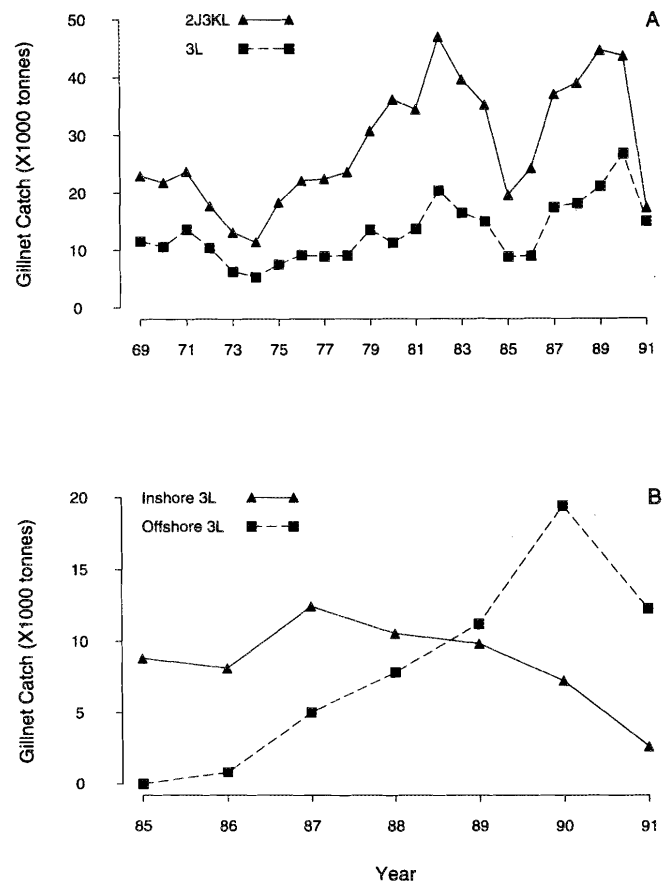 A
2J3KL
3L
Gillnet Catch (X1000 tonnes)
50
40
30
20
10
0
69 71 73 75 77 79 81 83 85 87 89 91
B
Inshore 3L
Offshore 3L
Gillnet Catch (X1000 tonnes)
20
15
10
5
0
85 86 87 88 89 90 91
Year